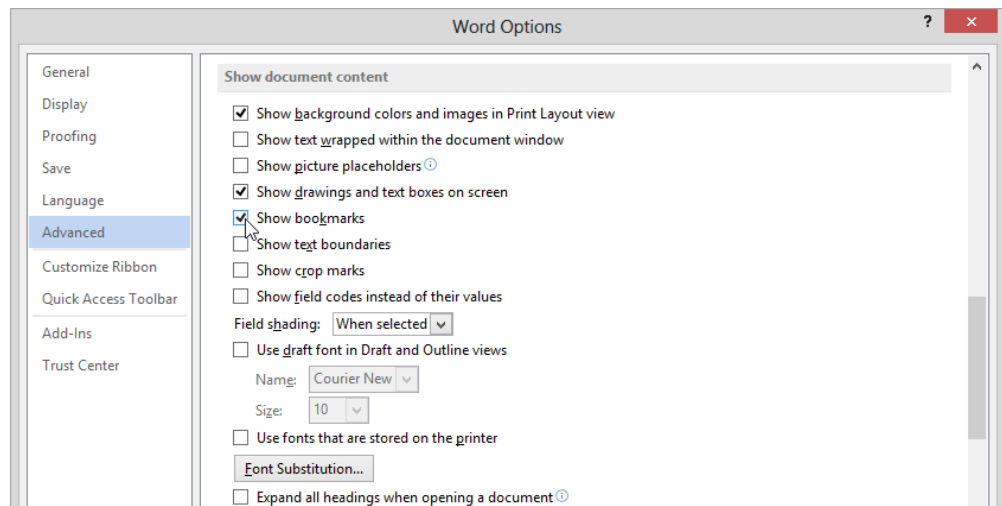 Word Options
?
General
Display
Proofing
Save
Language
Advanced
Customize Ribbon
Quick Access Toolbar
Add-Ins
Trust Center
Show document content
Show background colors and images in Print Layout view
Show text wrapped within the document window
Show picture placeholders
Show drawings and text boxes on screen
Show bookmarks
Show text boundaries
Show crop marks
Show field codes instead of their values
Field shading: When selected
Use draft font in Draft and Outline views
Name: Courier New
Size: 10
Use fonts that are stored on the printer
Font Substitution...
Expand all headings when opening a document